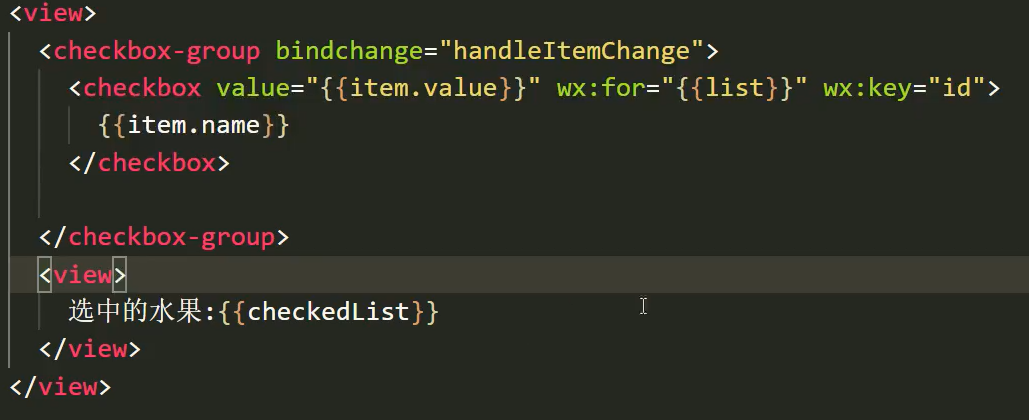 <view>
<checkbox-group bindchange="handleItemChange">
<checkbox value="{{item.value}}" wx:for="{{list}}" wx:key="id">
{{item.name}}
</checkbox>
</checkbox-group>
<view>
选中的水果:{{checkedList}}
</view>
</view>